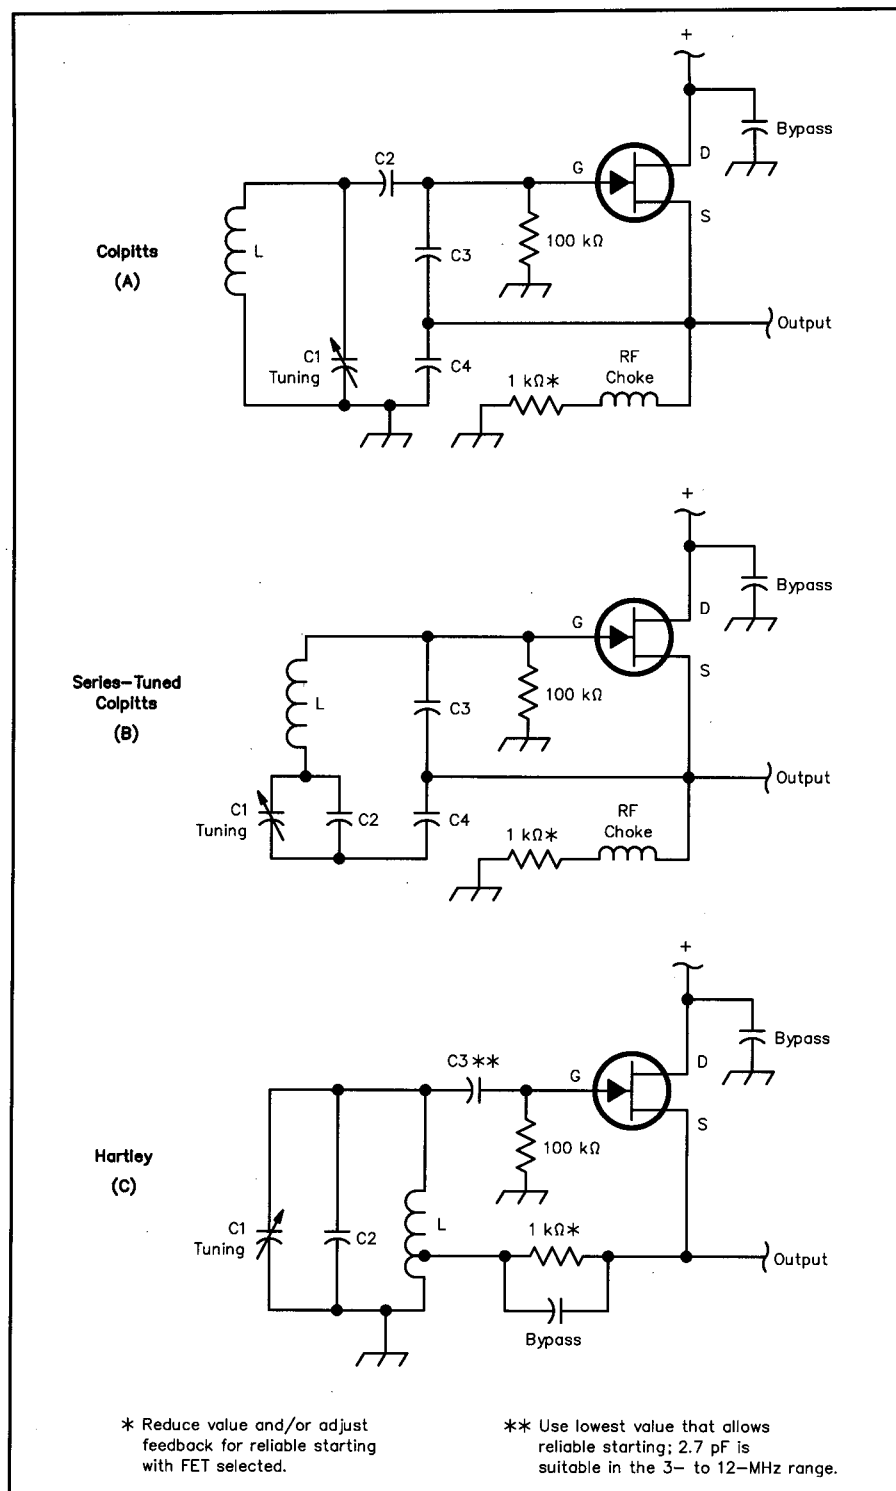 +
Bypass
D
C2
G
S
L
C3
100 kΩ
Colpitts
(A)
Output
C1
Tuning
C4
1 kΩ*
RF
Choke
+
Bypass
D
G
S
Series-Tuned
Colpitts
(B)
L
C3
100 kΩ
Output
C1
Tuning
C2
C4
1 kΩ*
RF
Choke
+
Bypass
C3**
G
D
S
100 kΩ
Hartley
(C)
L
C1
Tuning
C2
1 kΩ*
Output
Bypass
* Reduce value and/or adjust
feedback for reliable starting
with FET selected.
** Use lowest value that allows
reliable starting; 2.7 pF is
suitable in the 3- to 12-MHz range.